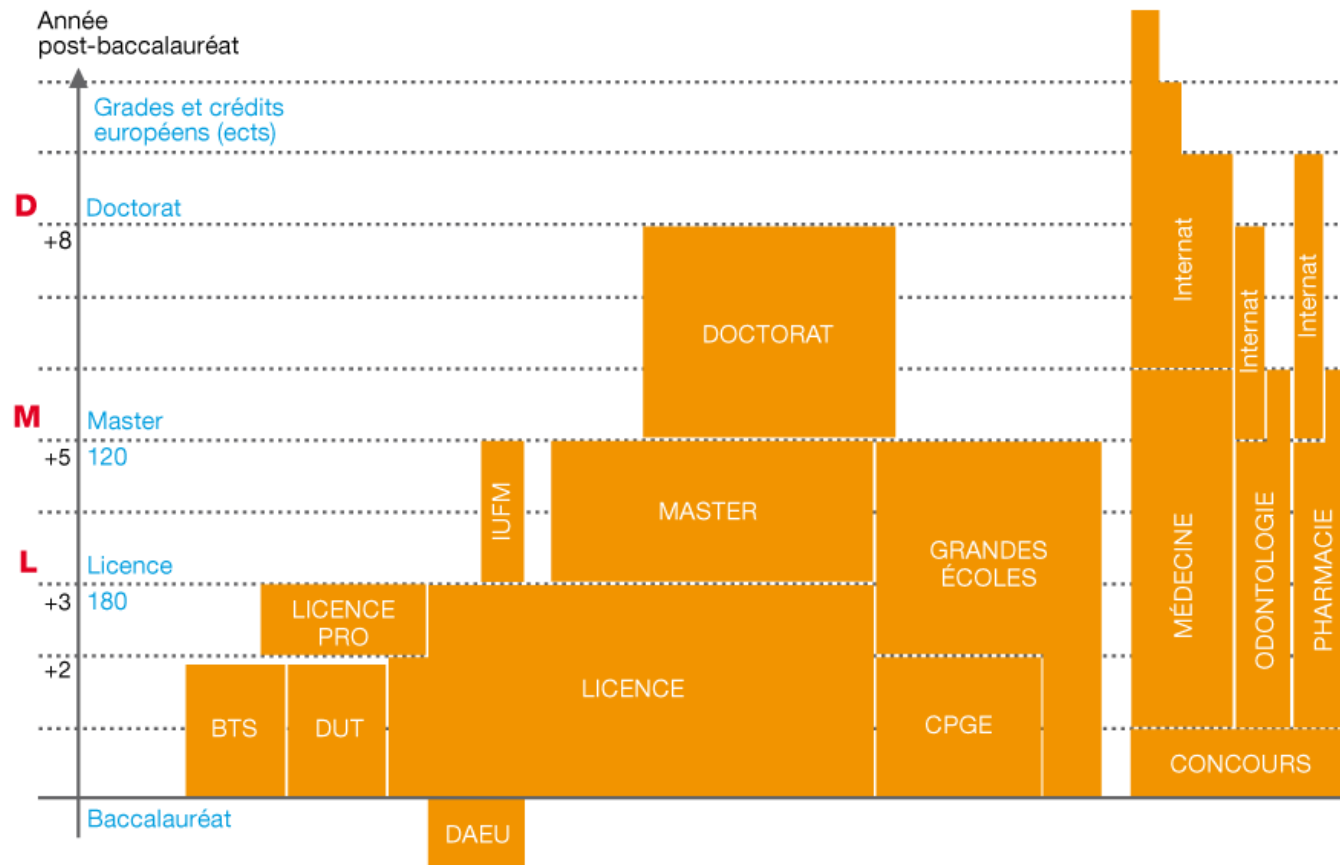 Année
post-baccalauréat
Grades et crédits
européens (ects)
D
Doctorat
+8
Internat
Internat
Internat
DOCTORAT
M
Master
+5
120
IUFM
MASTER
GRANDES
ÉCOLES
L
Licence
+3
180
LICENCE
PRO
MÉDECINE
ODONTOLOGIE
PHARMACIE
+2
LICENCE
BTS
DUT
CPGE
CONCOURS
Baccalauréat
DAEU